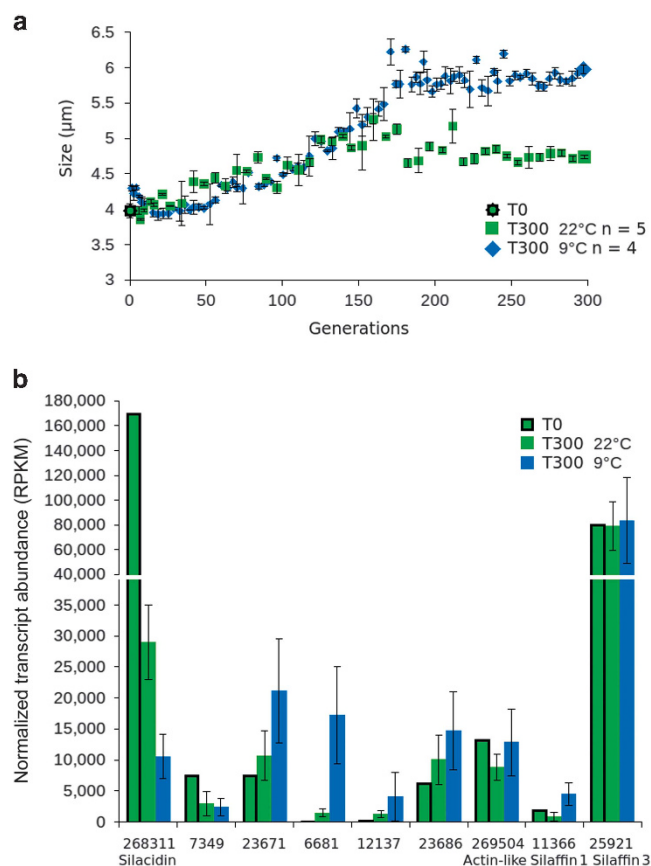 a
6.5
6
5.5
5
4.5
4
3.5
3
Size (µm)
T0
T300 22°C n = 5
T300 9°C n = 4
0 50 100 150 200 250 300
Generations
b
180,000
160,000
140,000
120,000
100,000
80,000
60,000
40,000
35,000
30,000
25,000
20,000
15,000
10,000
5,000
0
Normalized transcript abundance (RPKM)
T0
T300 22°C
T300 9°C
268311 7349 23671 6681 12137 23686 269504 11366 25921
Silacidin Actin-like Silaffin 1 Silaffin 3